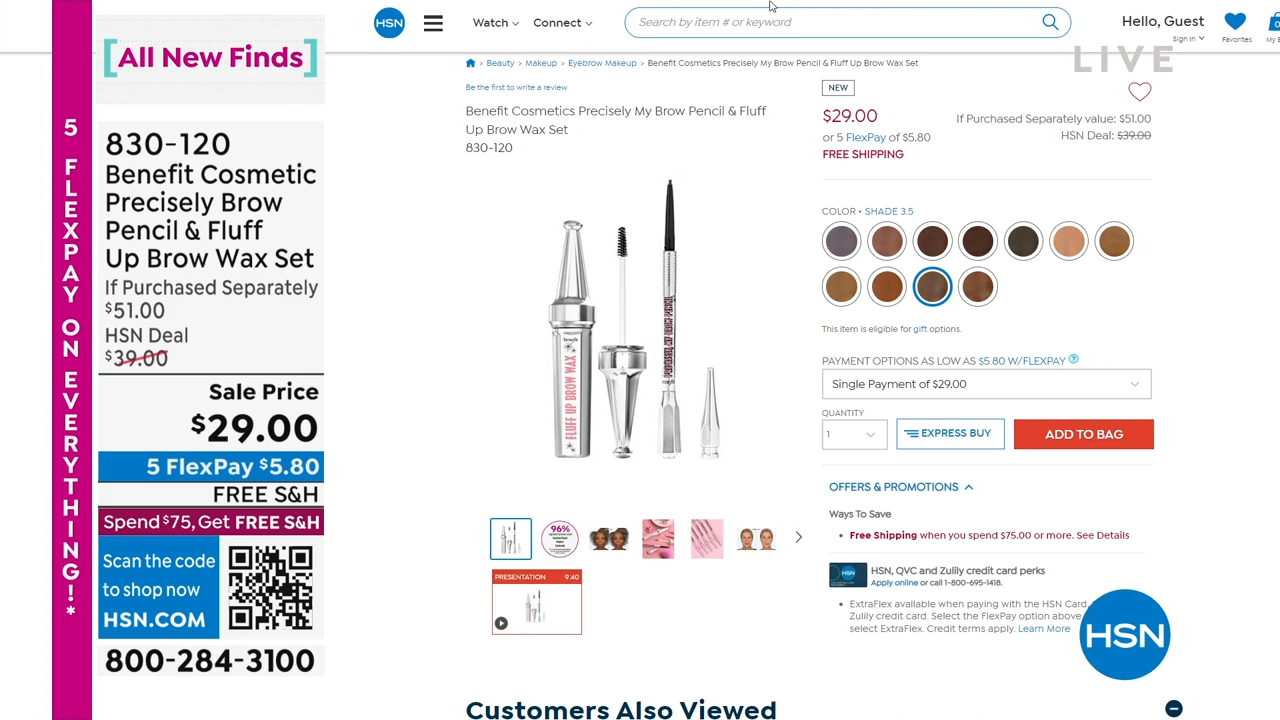 5 FLEXPAY ON EVERYTHING!*
[All New Finds]
830-120
Benefit Cosmetic
Precisely Brow
Pencil & Fluff
Up Brow Wax Set
If Purchased Separately
$51.00
HSN Deal
$39.00
Sale Price
$29.00
5 FlexPay $5.80
FREE S&H
Spend $75, Get FREE S&H
Scan the code
to shop now
HSN.COM
800-284-3100
HSN
Watch
Connect
Search by item # or keyword
Hello, Guest
Sign In
Favorites
LIVE
Beauty > Makeup > Eyebrow Makeup > Benefit Cosmetics Precisely My Brow Pencil & Fluff Up Brow Wax Set
Be the first to write a review
Benefit Cosmetics Precisely My Brow Pencil & Fluff
Up Brow Wax Set
830-120
benefit
FLUFF UP BROW WAX
PRECISELY, MY BROW PENCIL
96%
PRESENTATION 9:40
NEW
$29.00
If Purchased Separately value: $51.00
or 5 FlexPay of $5.80
HSN Deal: $39.00
FREE SHIPPING
COLOR • SHADE 3.5
This item is eligible for gift options.
PAYMENT OPTIONS AS LOW AS $5.80 W/FLEXPAY ?
Single Payment of $29.00
QUANTITY
1
EXPRESS BUY
ADD TO BAG
OFFERS & PROMOTIONS
Ways To Save
• Free Shipping when you spend $75.00 or more. See Details
HSN
HSN, QVC and Zulily credit card perks
Apply online or call 1-800-695-1418.
• ExtraFlex available when paying with the HSN Card,
Zulily credit card. Select the FlexPay option above
select ExtraFlex. Credit terms apply. Learn More
HSN
Customers Also Viewed